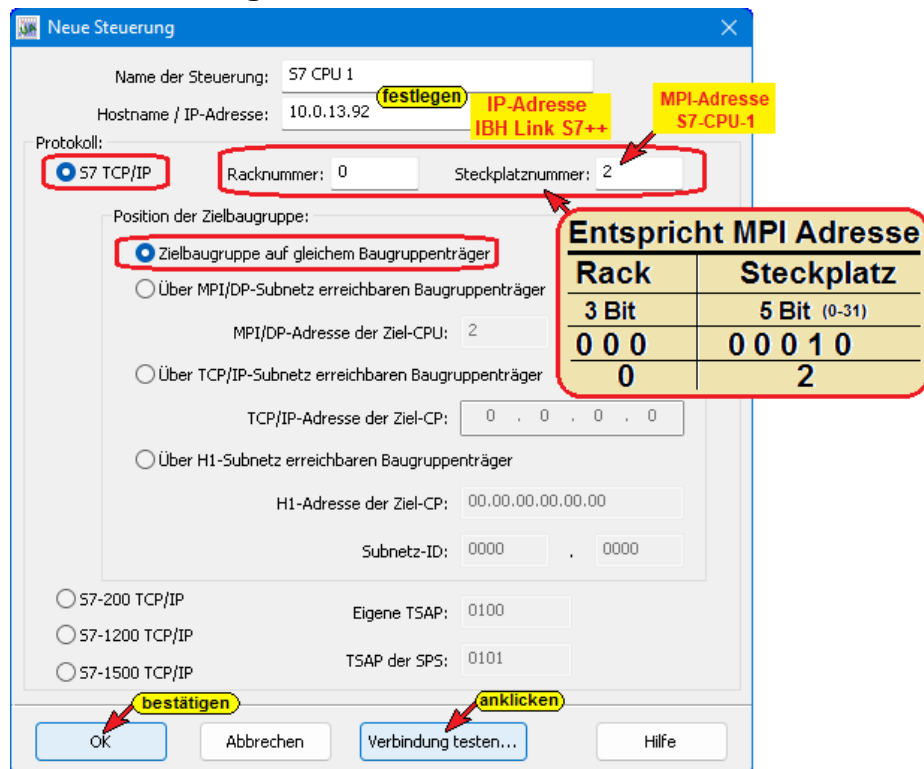 Neue Steuerung
Name der Steuerung: S7 CPU 1
Hostname / IP-Adresse: 10.0.13.92
festlegen
IP-Adresse
IBH Link S7++
MPI-Adresse
S7-CPU-1
Protokoll:
S7 TCP/IP
Racknummer: 0
Steckplatznummer: 2
Position der Zielbaugruppe:
Zielbaugruppe auf gleichem Baugruppenträger
Über MPI/DP-Subnetz erreichbaren Baugruppenträger
MPI/DP-Adresse der Ziel-CPU: 2
Über TCP/IP-Subnetz erreichbaren Baugruppenträger
TCP/IP-Adresse der Ziel-CP: 0 . 0 . 0 . 0
Über H1-Subnetz erreichbaren Baugruppenträger
H1-Adresse der Ziel-CP: 00.00.00.00.00.00
Subnetz-ID: 0000 . 0000
Entspricht MPI Adresse
Rack Steckplatz
3 Bit 5 Bit (0-31)
0 0 0 0 0 0 1 0
0 2
S7-200 TCP/IP
S7-1200 TCP/IP
S7-1500 TCP/IP
Eigene TSAP: 0100
TSAP der SPS: 0101
bestätigen
anklicken
OK
Abbrechen
Verbindung testen...
Hilfe